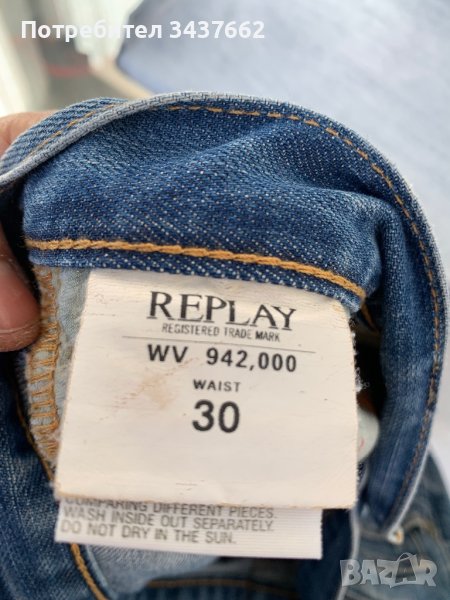 Потребител 3437662
REPLAY
REGISTERED TRADE MARK
WV 942,000
WAIST
30
COMPARING DIFFERENT PIECES.
WASH INSIDE OUT SEPARATELY.
DO NOT DRY IN THE SUN.
BAZAR